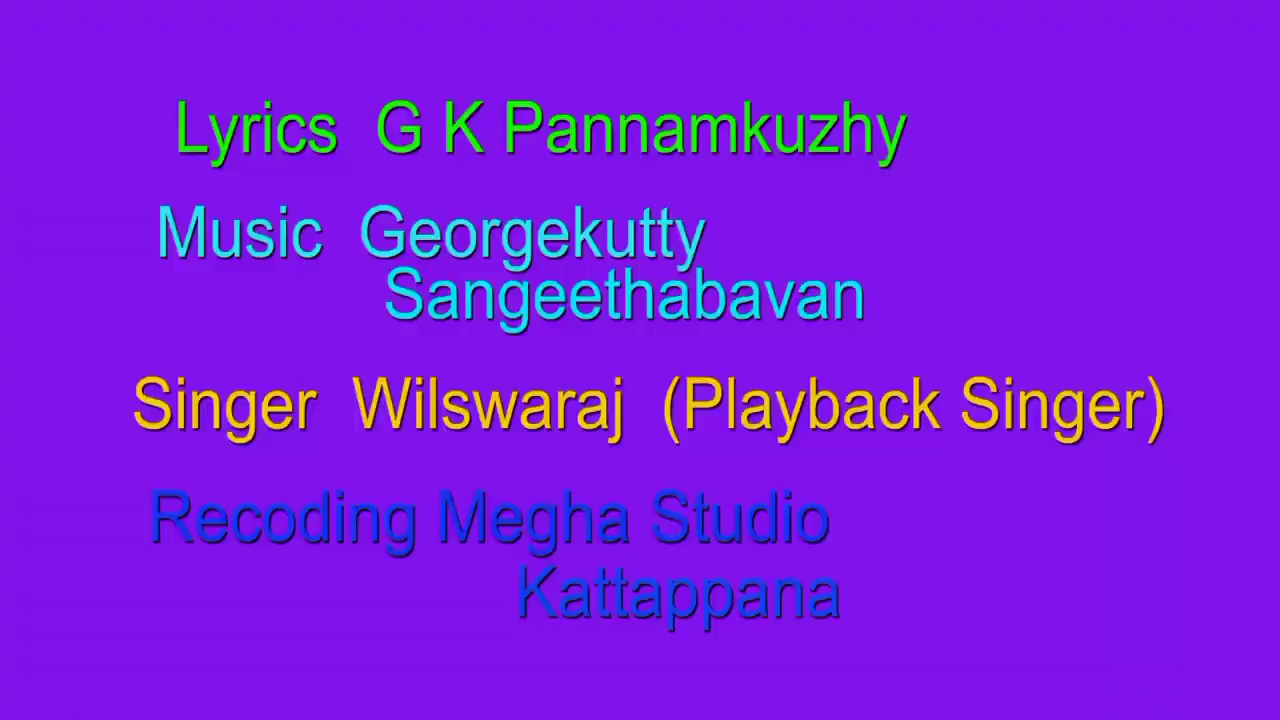 Lyrics G K Pannamkuzhy
Music Georgekutty
Sangeethabavan
Singer Wilswaraj (Playback Singer)
Recoding Megha Studio
Kattappana